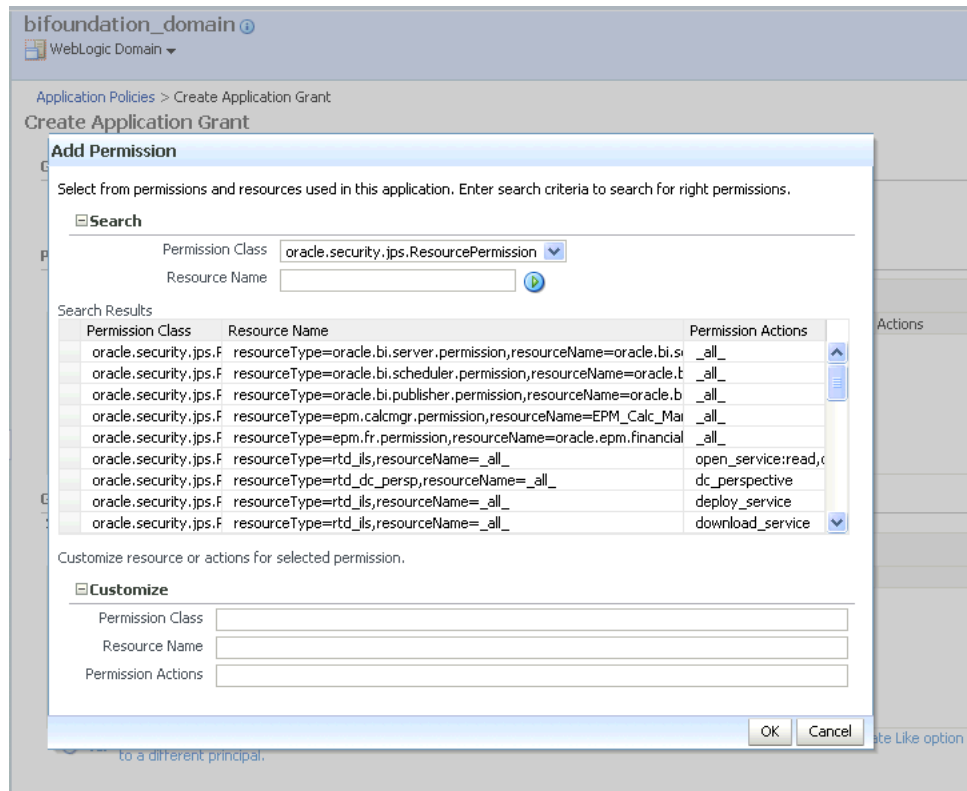 bifoundation_domain
WebLogic Domain
Application Policies > Create Application Grant
Create Application Grant
Add Permission
Select from permissions and resources used in this application. Enter search criteria to search for right permissions.
Search
Permission Class oracle.security.jps.ResourcePermission
Resource Name
Search Results
Permission Class Resource Name Permission Actions
Actions
oracle.security.jps.F resourceType=oracle.bi.server.permission,resourceName=oracle.bi.s _all_
oracle.security.jps.F resourceType=oracle.bi.scheduler.permission,resourceName=oracle.b _all_
oracle.security.jps.F resourceType=oracle.bi.publisher.permission,resourceName=oracle.b _all_
oracle.security.jps.F resourceType=epm.calcmgr.permission,resourceName=EPM_Calc_Ma _all_
oracle.security.jps.F resourceType=epm.fr.permission,resourceName=oracle.epm.financial _all_
oracle.security.jps.F resourceType=rtd_ils,resourceName=_all_ open_service:read,
oracle.security.jps.F resourceType=rtd_dc_persp,resourceName=_all_ dc_perspective
oracle.security.jps.F resourceType=rtd_ils,resourceName=_all_ deploy_service
oracle.security.jps.F resourceType=rtd_ils,resourceName=_all_ download_service
Customize resource or actions for selected permission.
Customize
Permission Class
Resource Name
Permission Actions
OK Cancel
ate Like option
to a different principal.